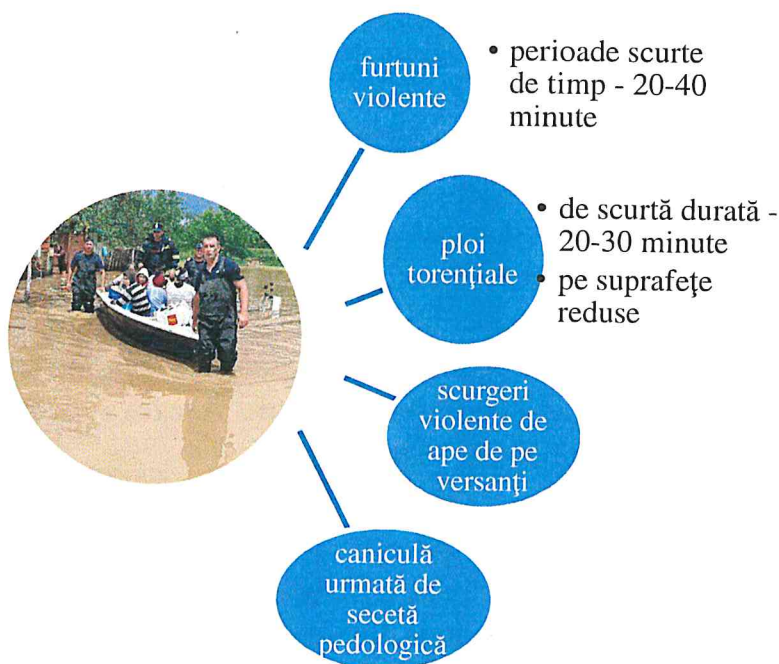 furtuni
violente
• perioade scurte
de timp - 20-40
minute
ploi
torenţiale
• de scurtă durată -
20-30 minute
• pe suprafeţe
reduse
scurgeri
violente de
ape de pe
versanţi
caniculă
urmată de
secetă
pedologică